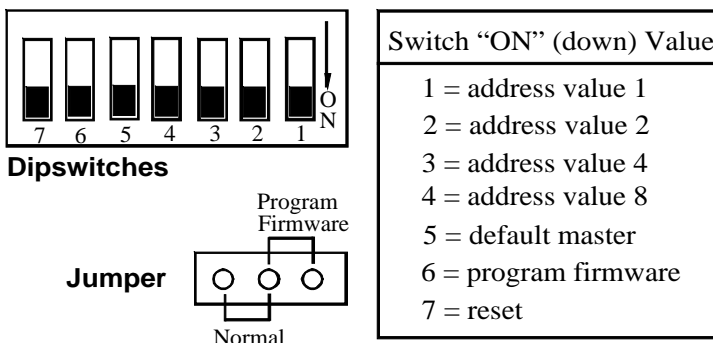 O
N
7 6 5 4 3 2 1
Dipswitches
Program
Firmware
Jumper
Normal
Switch “ON” (down) Value
1 = address value 1
2 = address value 2
3 = address value 4
4 = address value 8
5 = default master
6 = program firmware
7 = reset